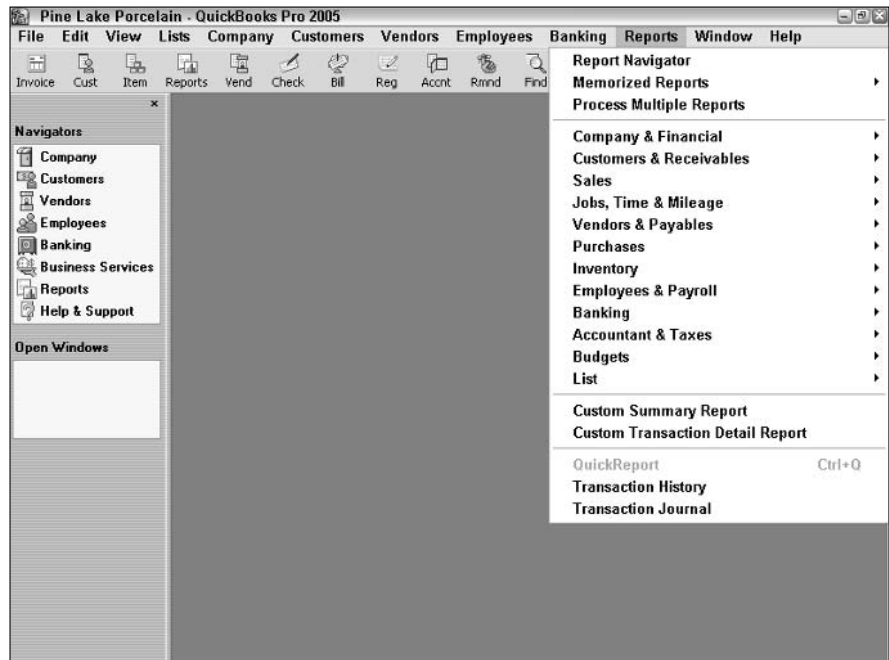 Pine Lake Porcelain - QuickBooks Pro 2005
File Edit View Lists Company Customers Vendors Employees Banking Reports Window Help
Invoice Cust Item Reports Vend Check Bill Reg Accnt Rmnd Find
Navigators
Company
Customers
Vendors
Employees
Banking
Business Services
Reports
Help & Support
Open Windows
Report Navigator
Memorized Reports
Process Multiple Reports
Company & Financial
Customers & Receivables
Sales
Jobs, Time & Mileage
Vendors & Payables
Purchases
Inventory
Employees & Payroll
Banking
Accountant & Taxes
Budgets
List
Custom Summary Report
Custom Transaction Detail Report
QuickReport Ctrl+Q
Transaction History
Transaction Journal